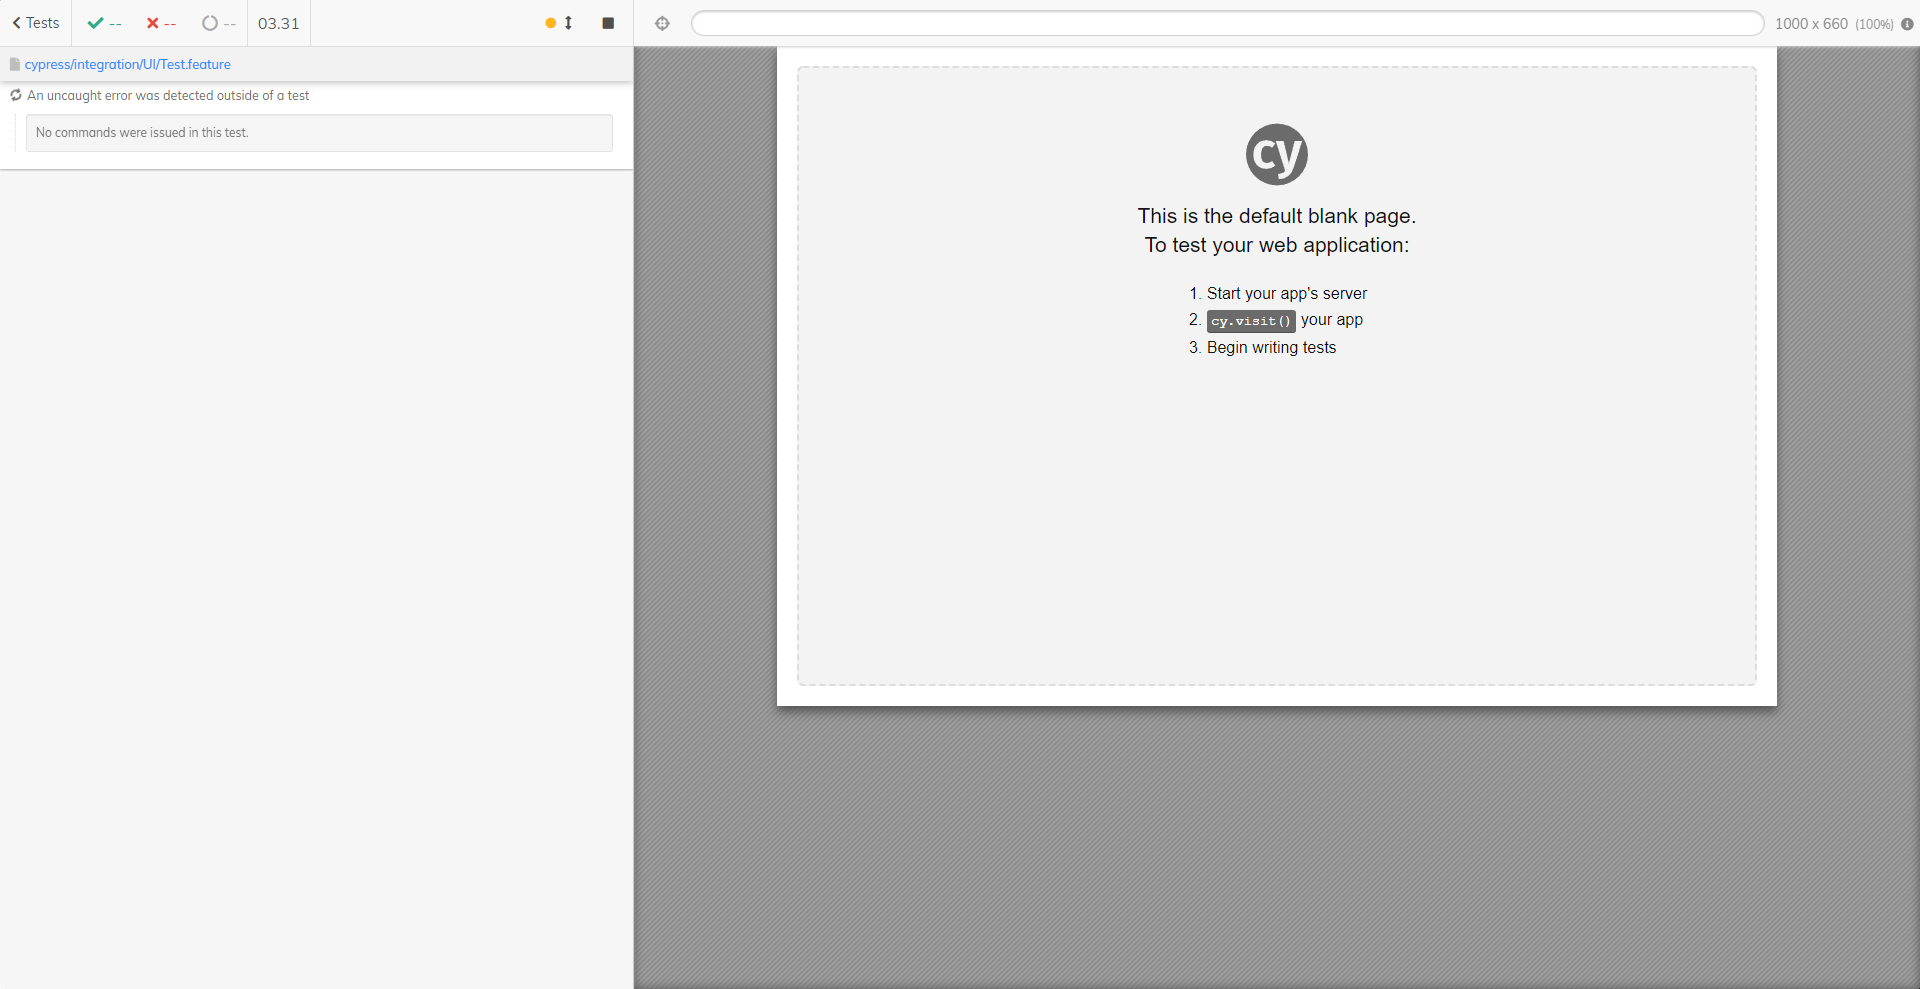 Tests
--
--
--
03.31
1000 x 660 (100%)
cypress/integration/UI/Test.feature
An uncaught error was detected outside of a test
No commands were issued in this test.
cy
This is the default blank page.
To test your web application:
1. Start your app's server
2. cy.visit() your app
3. Begin writing tests